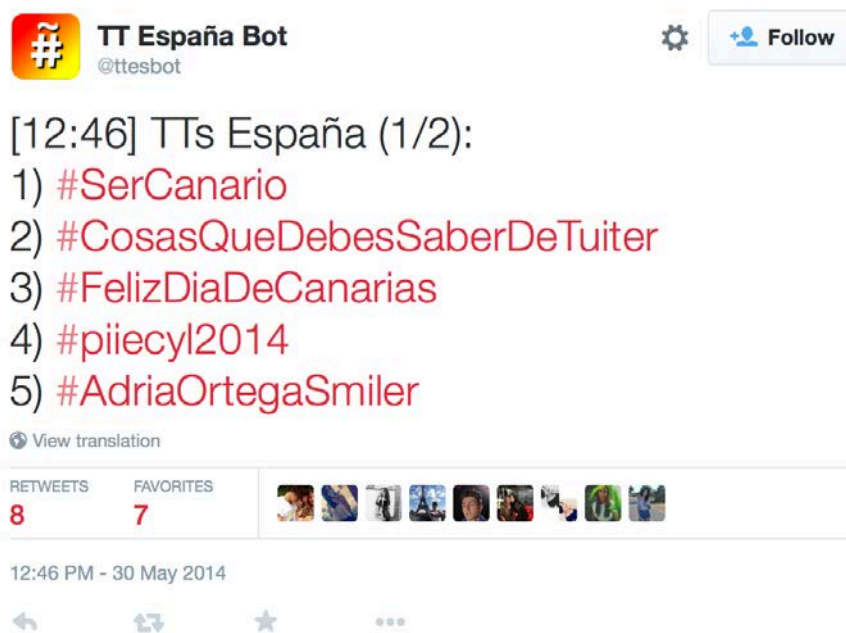 TT España Bot
@ttesbot
Follow
[12:46] TTs España (1/2):
1) #SerCanario
2) #CosasQueDebesSaberDeTuiter
3) #FelizDiaDeCanarias
4) #piiecyl2014
5) #AdriaOrtegaSmiler
View translation
RETWEETS FAVORITES
8 7
12:46 PM - 30 May 2014